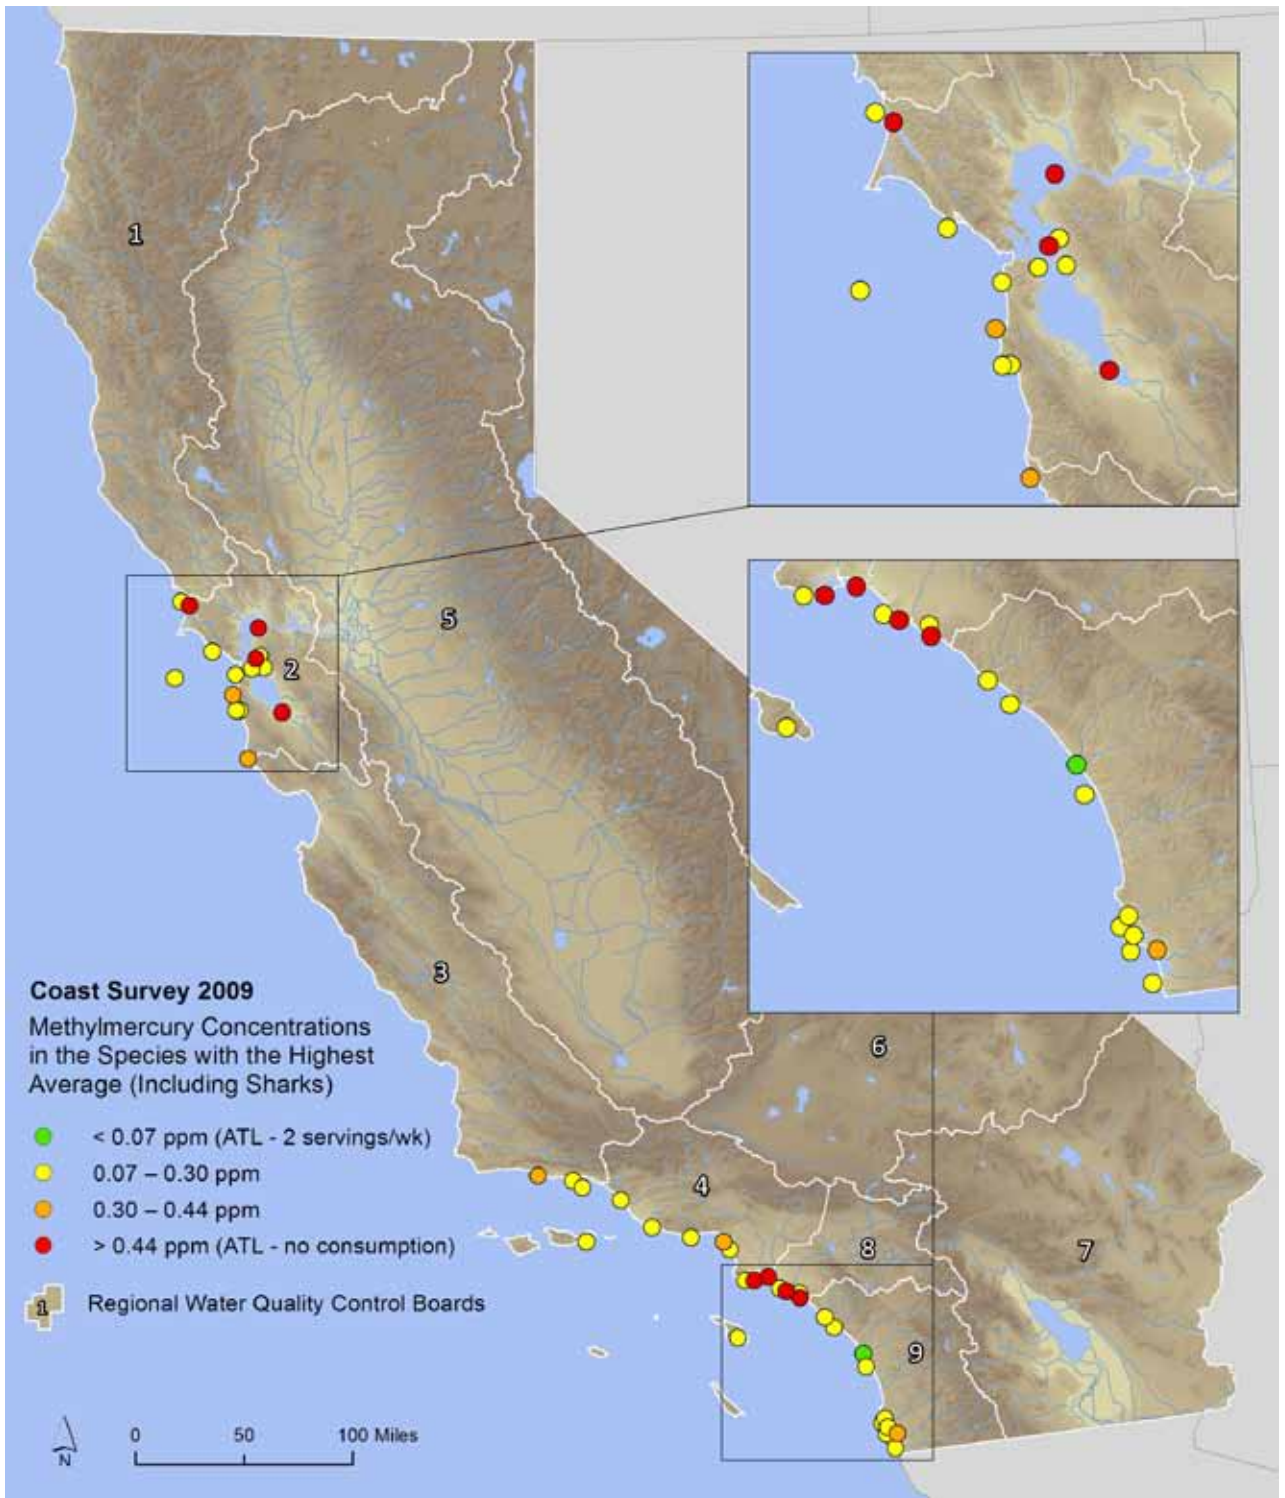 1
2
5
3
6
4
8
7
9
Coast Survey 2009
Methylmercury Concentrations
in the Species with the Highest
Average (Including Sharks)
< 0.07 ppm (ATL - 2 servings/wk)
0.07 – 0.30 ppm
0.30 – 0.44 ppm
> 0.44 ppm (ATL - no consumption)
1 Regional Water Quality Control Boards
N
0 50 100 Miles